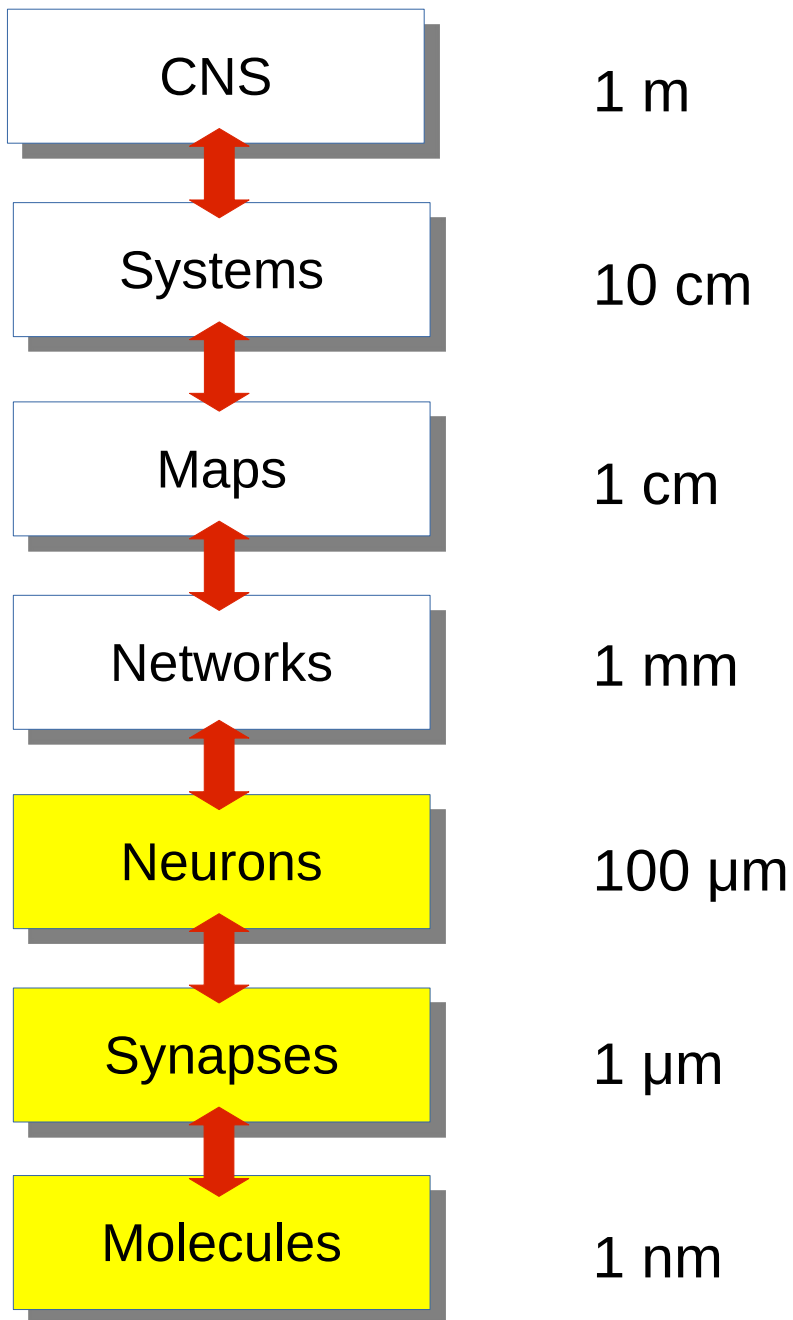 CNS 1 m
Systems 10 cm
Maps 1 cm
Networks 1 mm
Neurons 100 µm
Synapses 1 µm
Molecules 1 nm